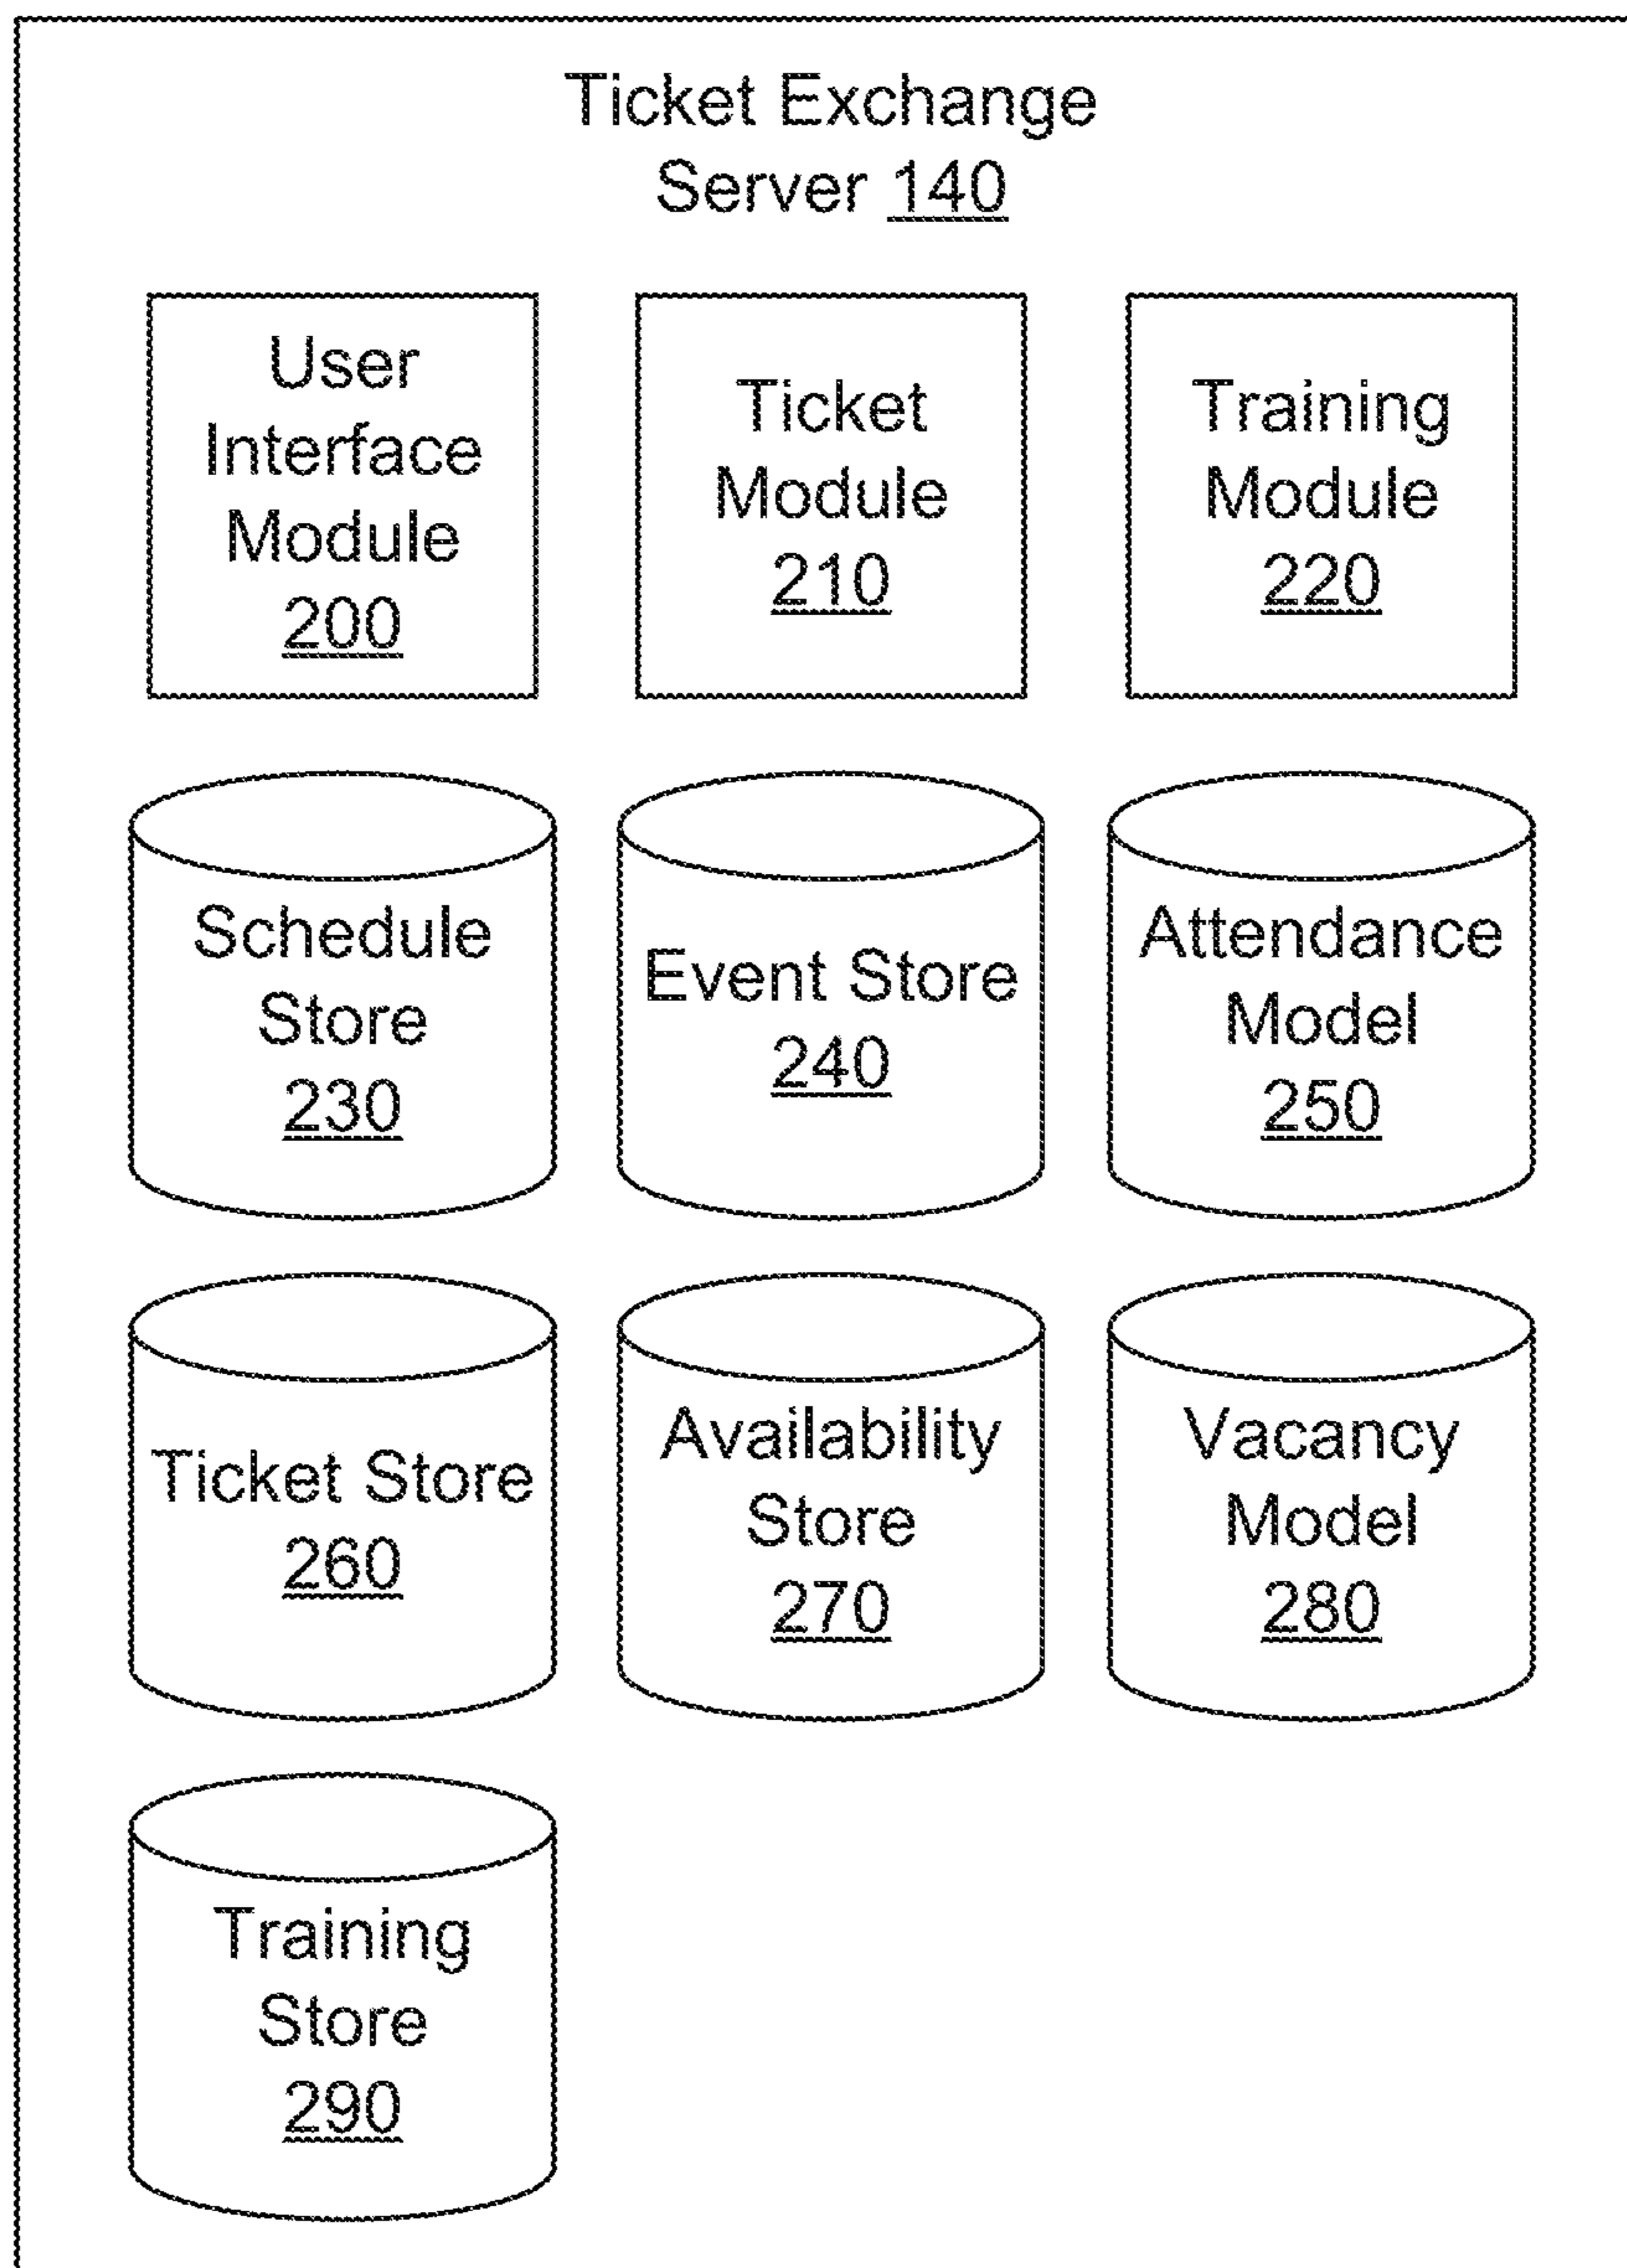 Ticket Exchange
Server 140
User
Interface
Module
200
Ticket
Module
210
Training
Module
220
Schedule
Store
230
Event Store
240
Attendance
Model
250
Ticket Store
260
Availability
Store
270
Vacancy
Model
280
Training
Store
290